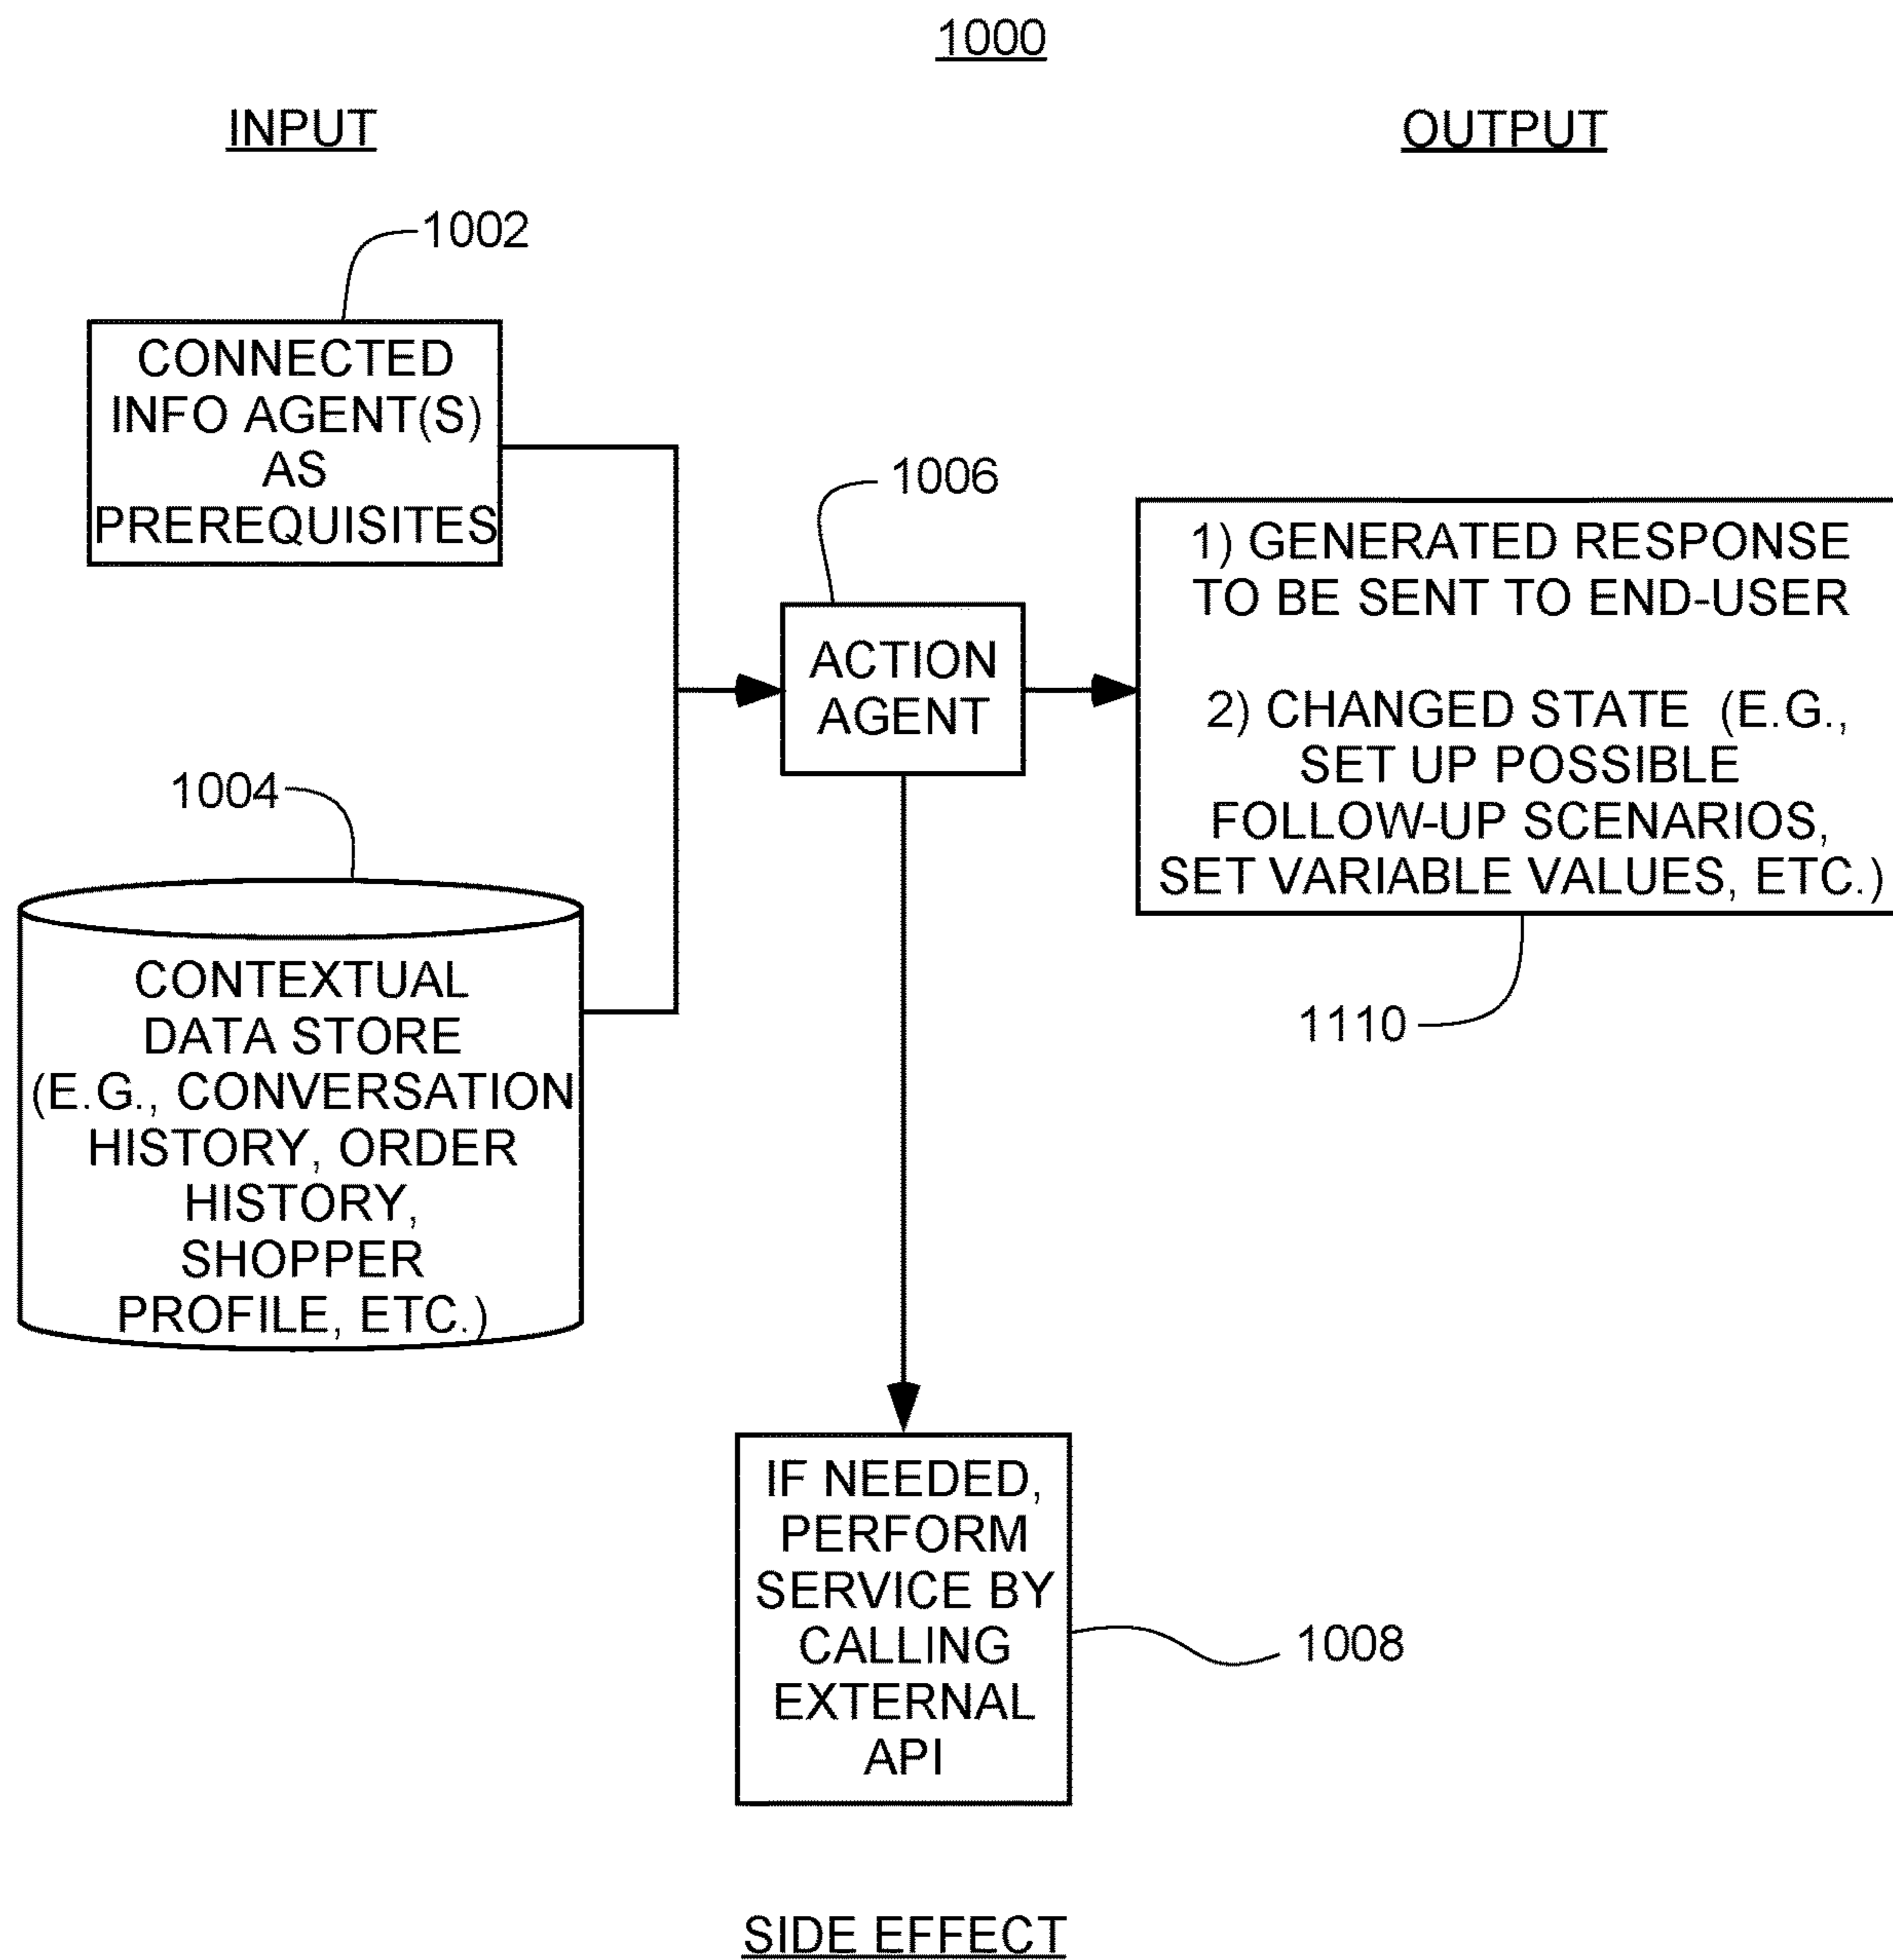 1000
INPUT
OUTPUT
1002
CONNECTED
INFO AGENT(S)
AS
PREREQUISITES
1006
ACTION
AGENT
1) GENERATED RESPONSE
TO BE SENT TO END-USER
2) CHANGED STATE (E.G.,
SET UP POSSIBLE
FOLLOW-UP SCENARIOS,
SET VARIABLE VALUES, ETC.)
1110
1004
CONTEXTUAL
DATA STORE
(E.G., CONVERSATION
HISTORY, ORDER
HISTORY,
SHOPPER
PROFILE, ETC.)
IF NEEDED,
PERFORM
SERVICE BY
CALLING
EXTERNAL
API
1008
SIDE EFFECT